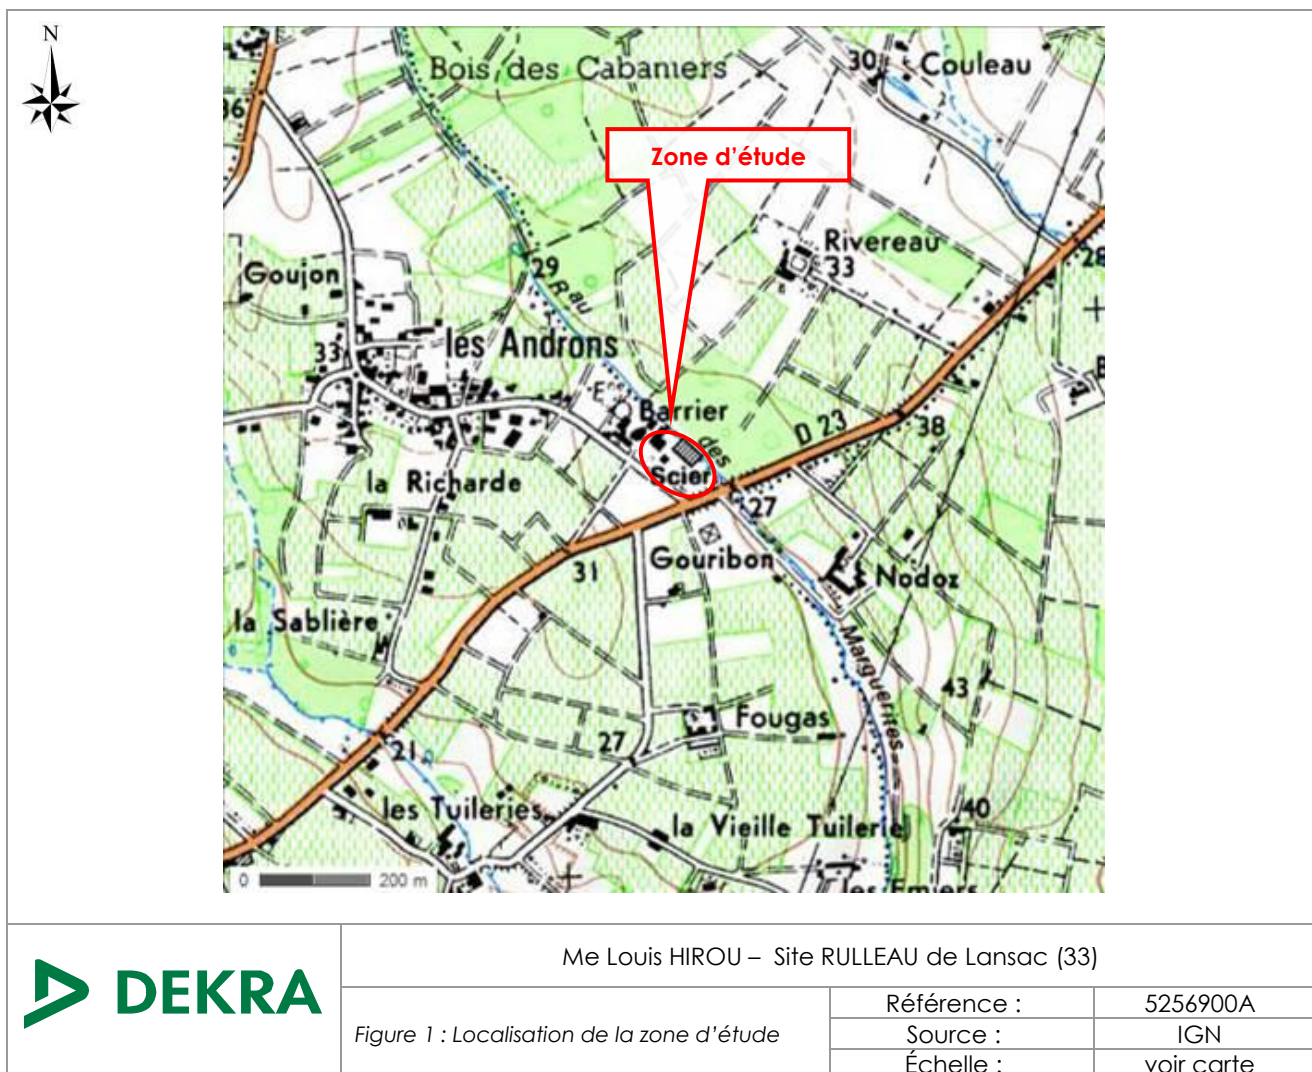 N
Bois des Cabaniers
30
Couleau
36
Zone d'étude
Rivereau
33
28
Goujon
29
Rau
les Androns
33
E
Barrier
des
D 23
38
la Richarde
Scier
27
Gouribon
31
Nodoz
la Sablière
Marguerites
43
Fougas
27
21
les Tuileries
la Vieille Tuilerie
40
les Emiers
0 200 m
DEKRA
Me Louis HIROU – Site RULLEAU de Lansac (33)
Figure 1 : Localisation de la zone d'étude
Référence : 5256900A
Source : IGN
Échelle : voir carte